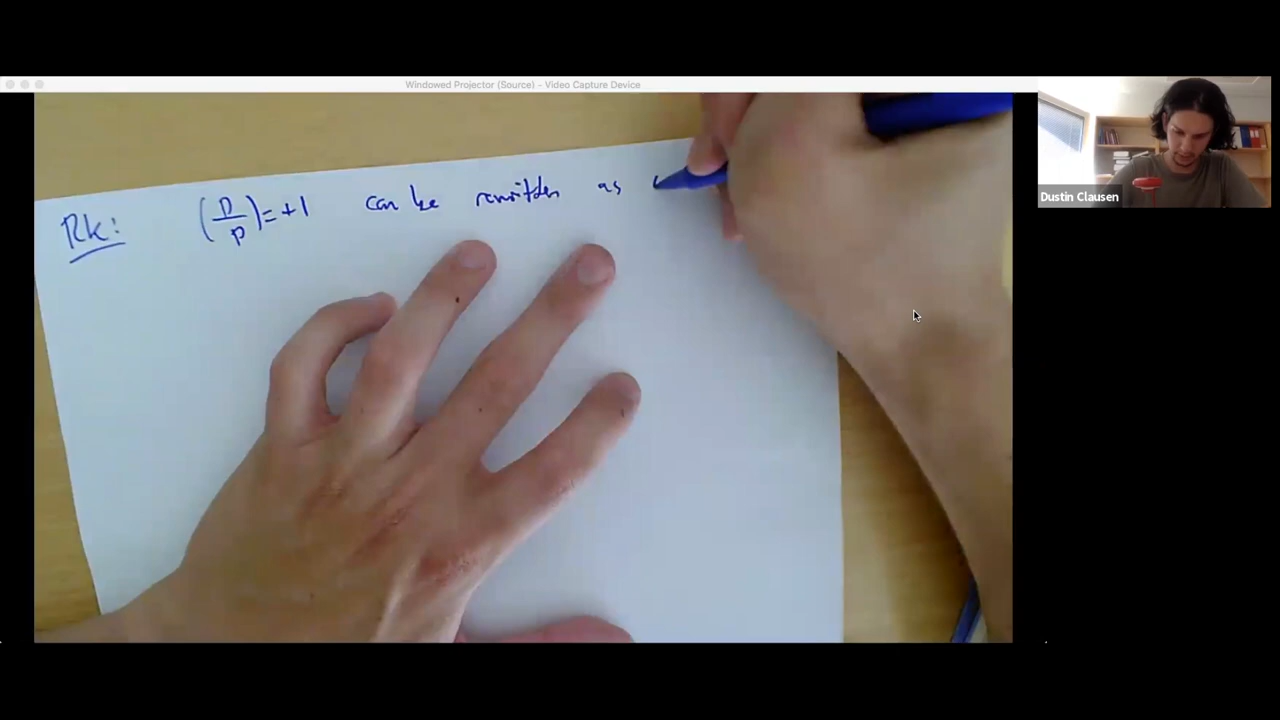 Windowed Projector (Source) - Video Capture Device
Rk: (D/p)=+1 can be rewritten as
Dustin Clausen